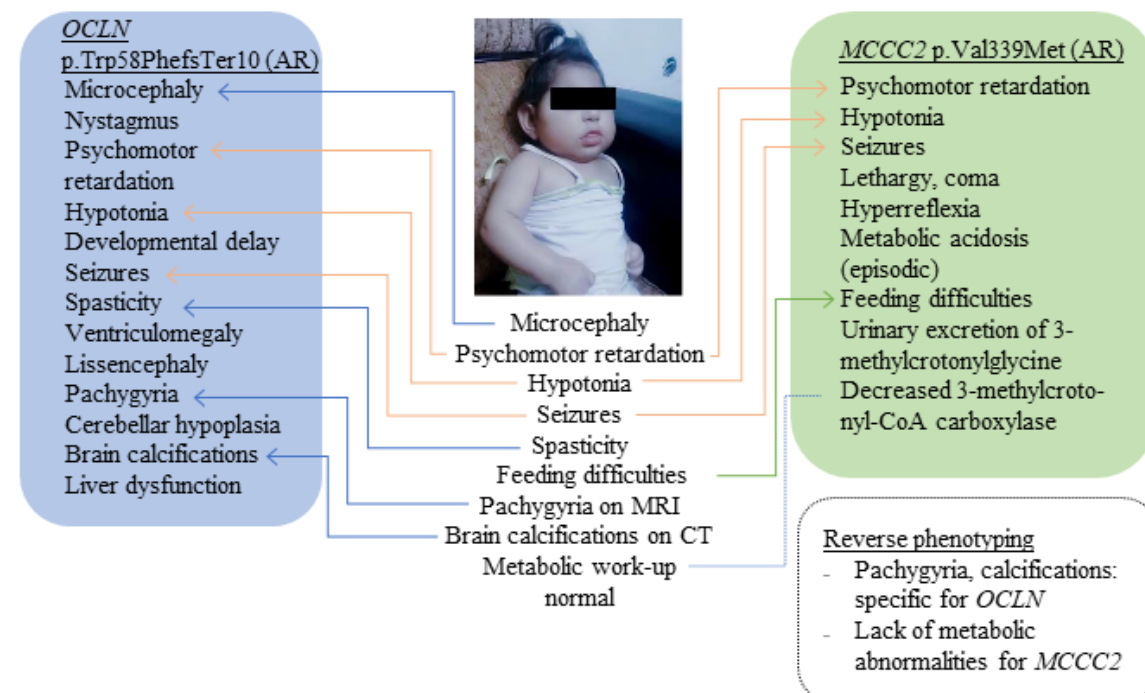 OCLN
p.Trp58PhefsTer10 (AR)
Microcephaly
Nystagmus
Psychomotor
retardation
Hypotonia
Developmental delay
Seizures
Spasticity
Ventriculomegaly
Lissencephaly
Pachygyria
Cerebellar hypoplasia
Brain calcifications
Liver dysfunction
Microcephaly
Psychomotor retardation
Hypotonia
Seizures
Spasticity
Feeding difficulties
Pachygyria on MRI
Brain calcifications on CT
Metabolic work-up
normal
MCCC2 p.Val339Met (AR)
Psychomotor retardation
Hypotonia
Seizures
Lethargy, coma
Hyperreflexia
Metabolic acidosis
(episodic)
Feeding difficulties
Urinary excretion of 3-
methylcrotonylglycine
Decreased 3-methylcroto-
nyl-CoA carboxylase
Reverse phenotyping
- Pachygyria, calcifications:
specific for OCLN
- Lack of metabolic
abnormalities for MCCC2